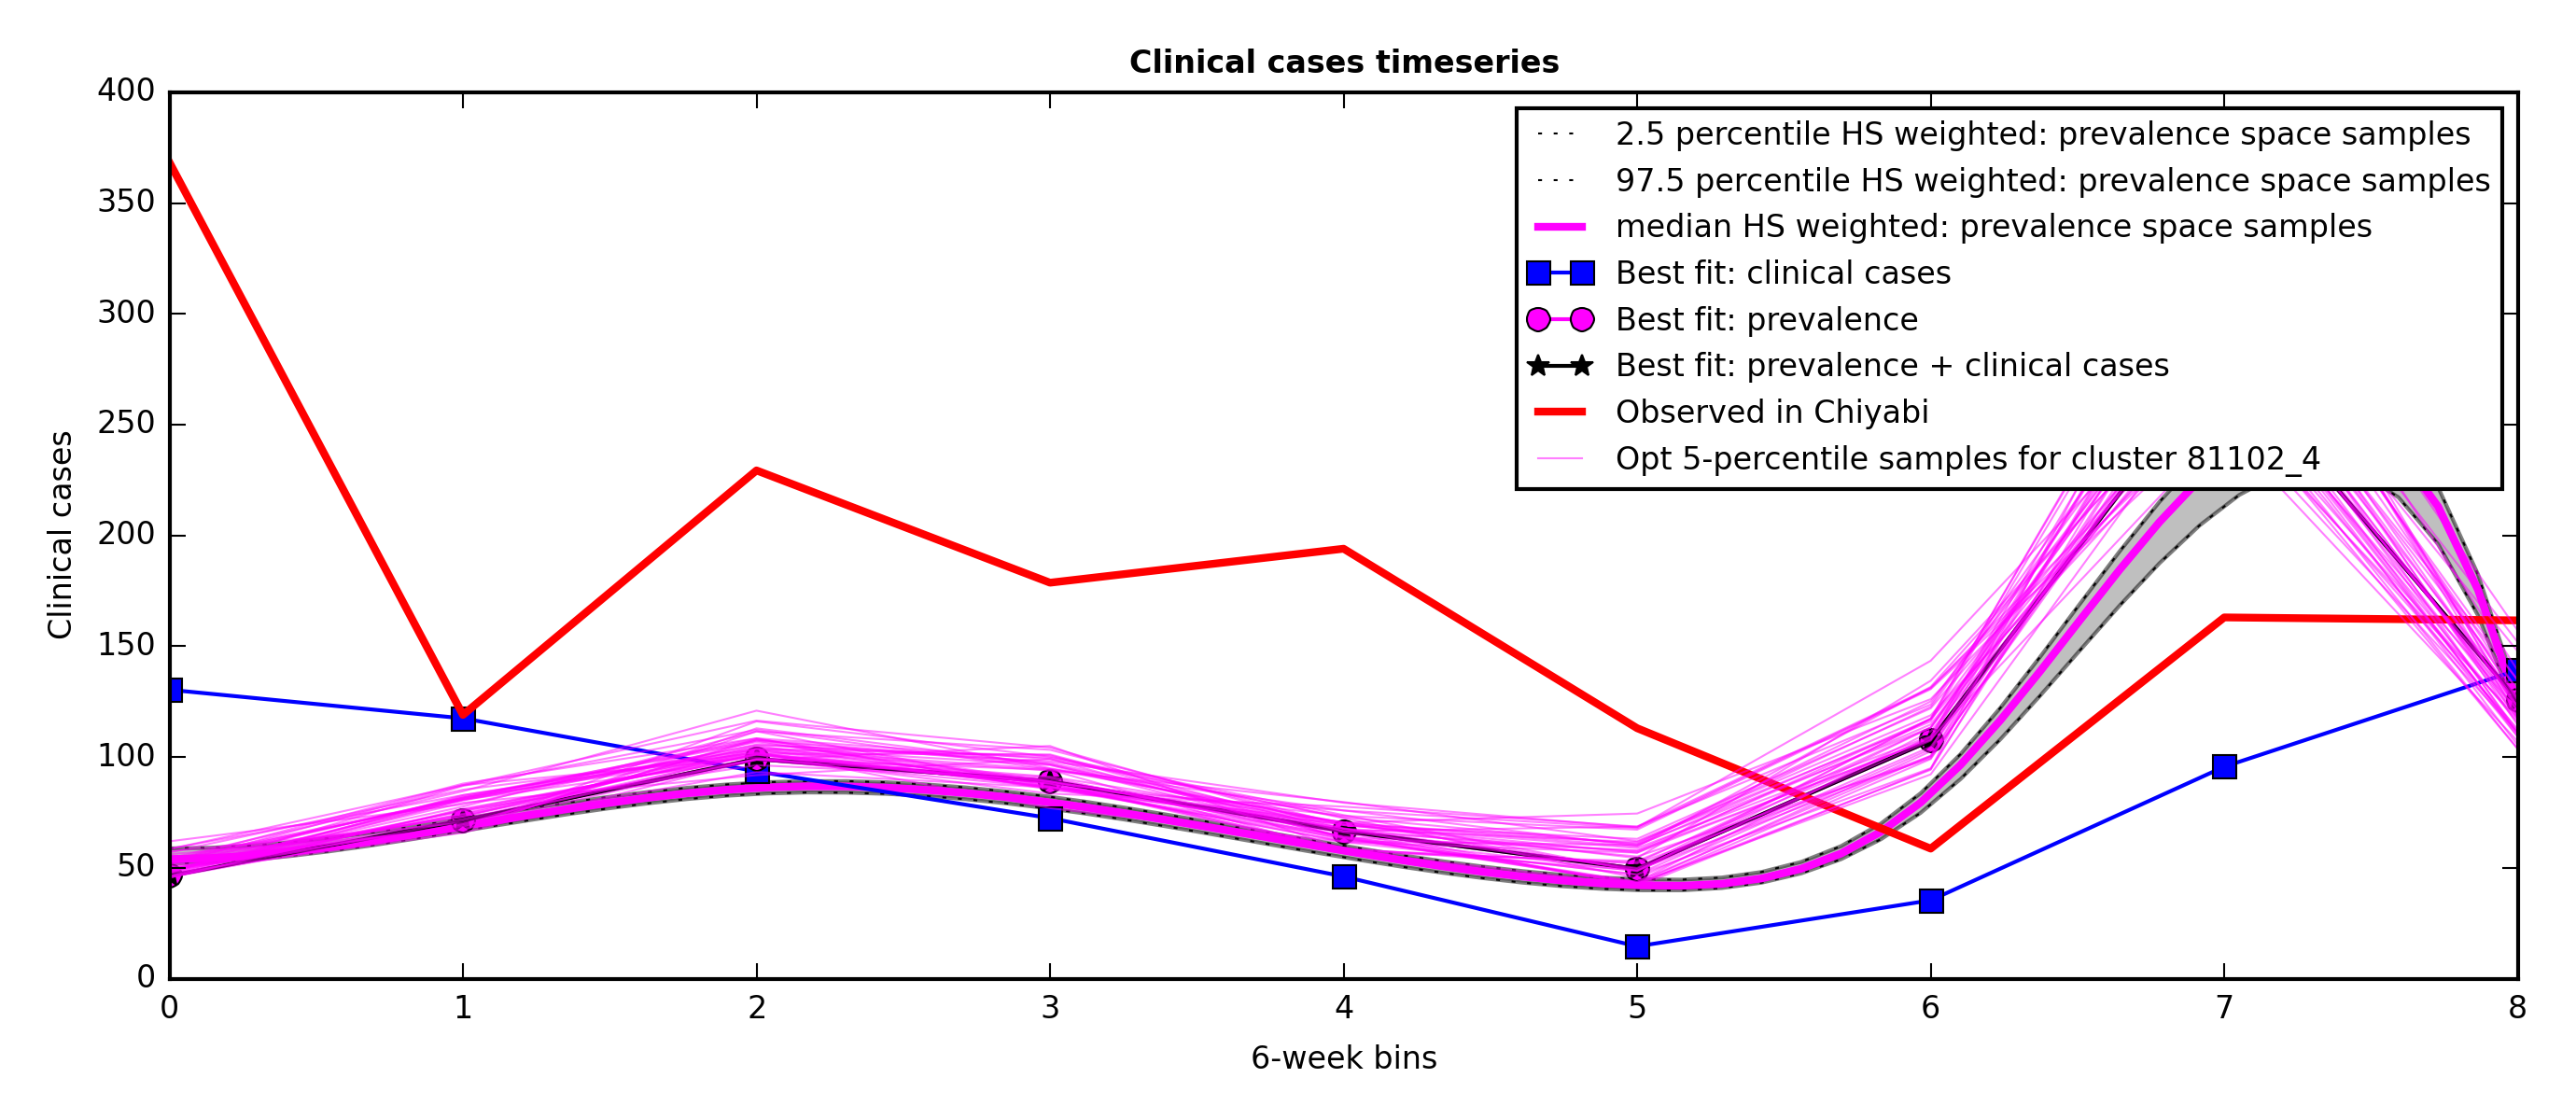 Clinical cases timeseries
400
350
300
250
200
150
100
50
0
Clinical cases
2.5 percentile HS weighted: prevalence space samples
97.5 percentile HS weighted: prevalence space samples
median HS weighted: prevalence space samples
Best fit: clinical cases
Best fit: prevalence
Best fit: prevalence + clinical cases
Observed in Chiyabi
Opt 5-percentile samples for cluster 81102_4
0 1 2 3 4 5 6 7 8
6-week bins